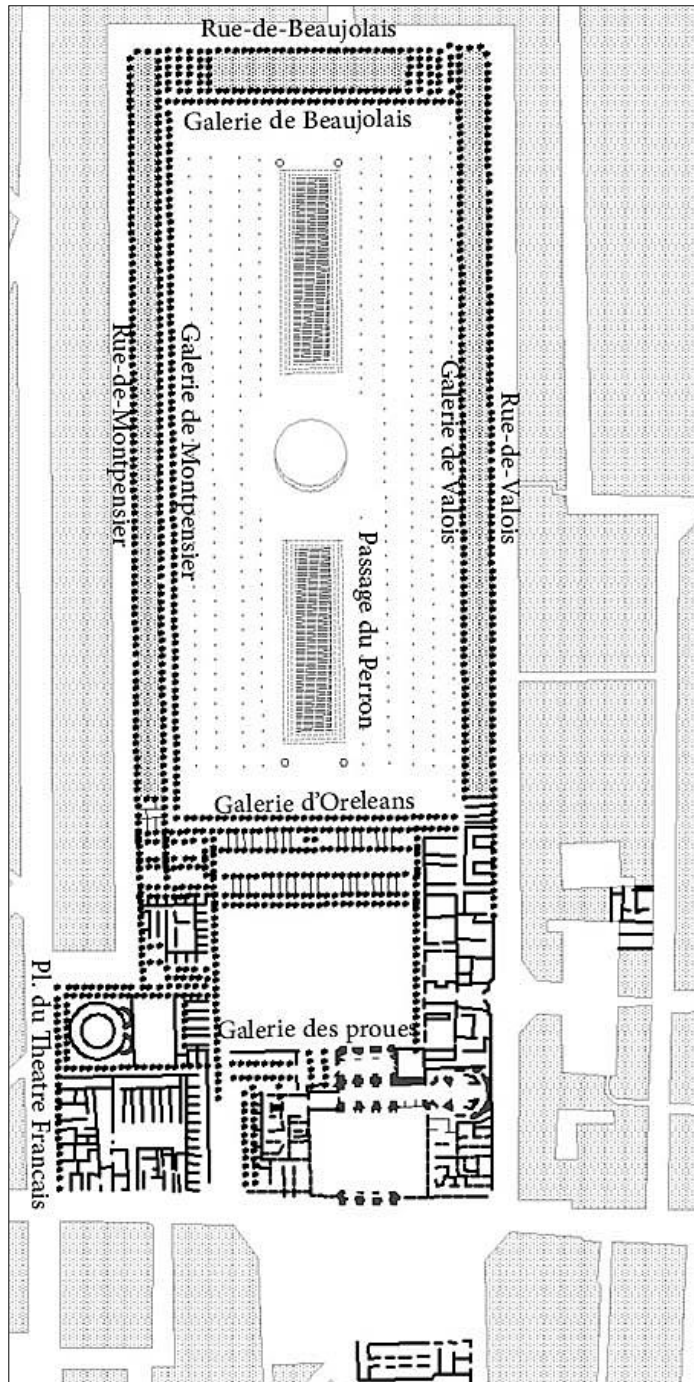 Rue-de-Beaujolais
Galerie de Beaujolais
Rue-de-Montpensier
Galerie de Montpensier
Galerie de Valois
Rue-de-Valois
Passage du Perron
Galerie d'Oreleans
Pl. du Theatre Francais
Galerie des proues